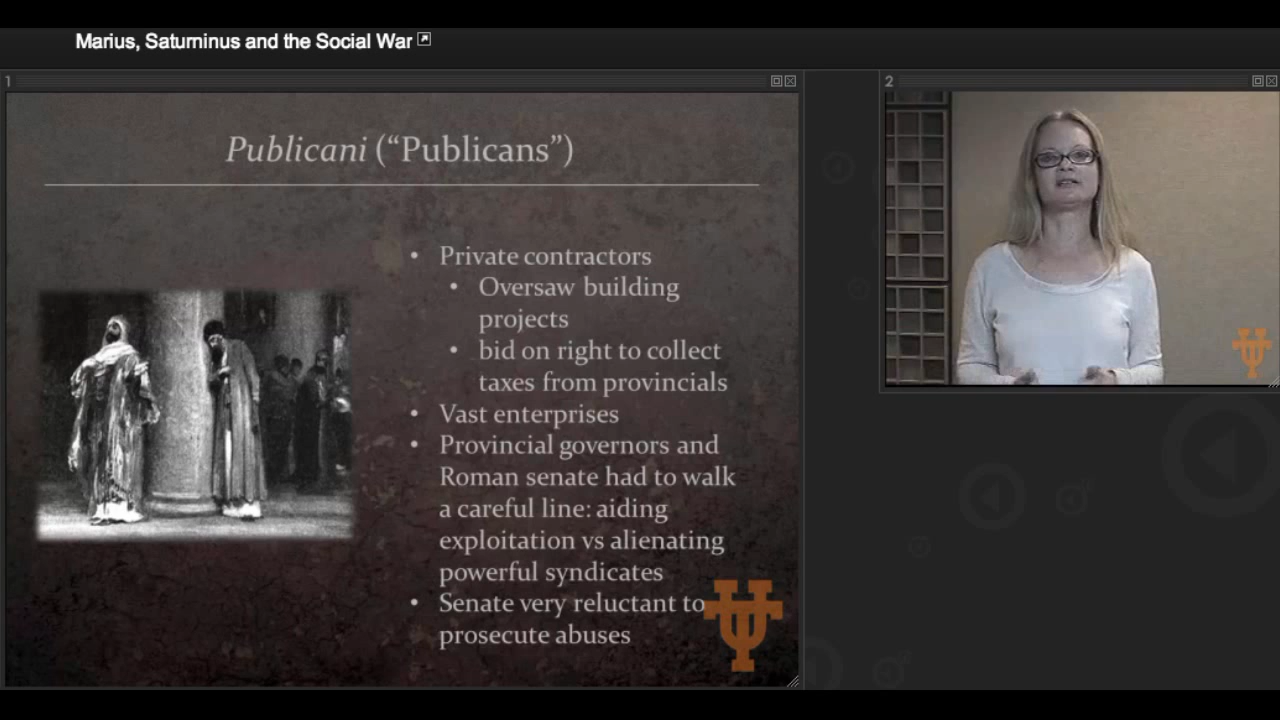 Marius, Saturninus and the Social War
1
2
Publicani (“Publicans”)
• Private contractors
• Oversaw building
projects
• bid on right to collect
taxes from provincials
• Vast enterprises
• Provincial governors and
Roman senate had to walk
a careful line: aiding
exploitation vs alienating
powerful syndicates
• Senate very reluctant to
prosecute abuses
UT
UT